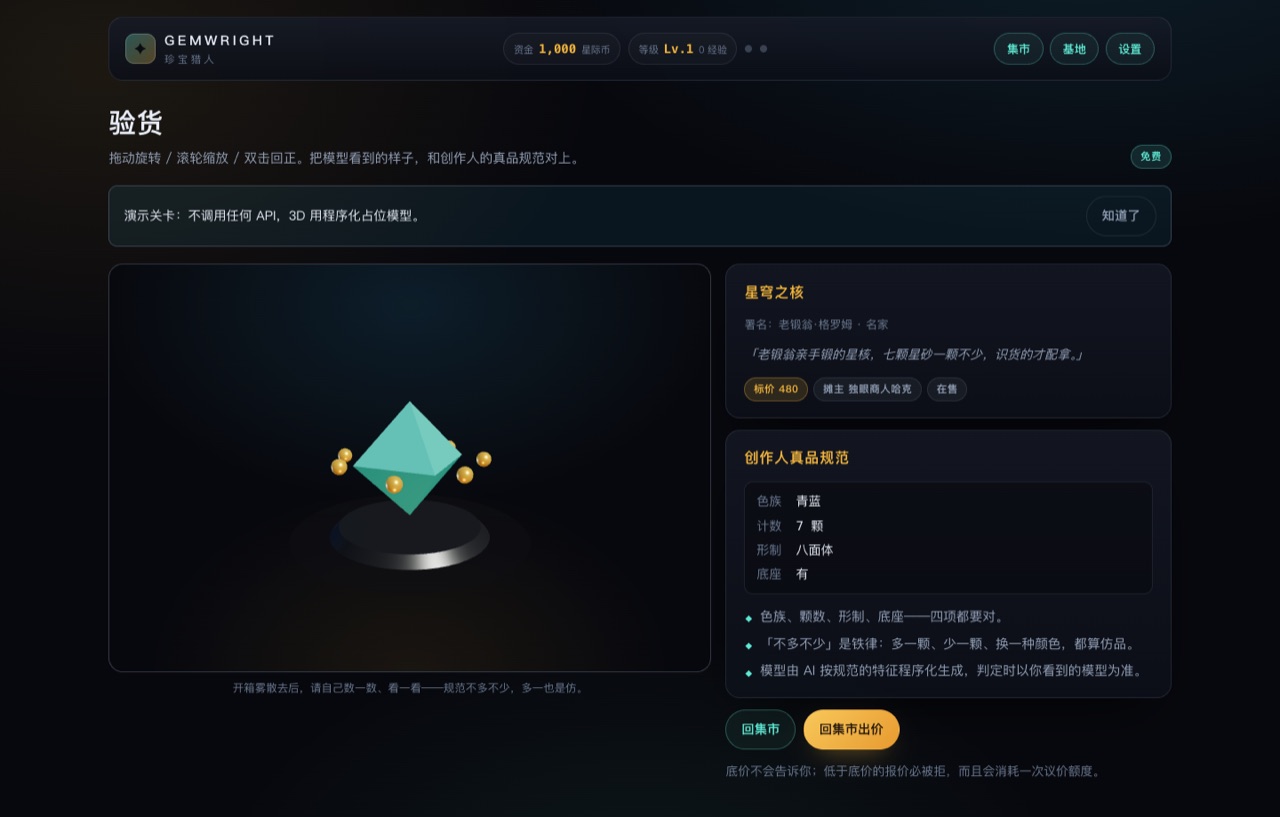 GEMWRIGHT
珍宝猎人
资金 1,000 星际币
等级 Lv.1 0 经验
集市
基地
设置
验货
拖动旋转 / 滚轮缩放 / 双击回正。把模型看到的样子，和创作人的真品规范对上。
免费
演示关卡：不调用任何 API，3D 用程序化占位模型。
知道了
开箱雾散去后，请自己数一数、看一看——规范不多不少，多一也是仿。
星穹之核
署名：老锻翁·格罗姆 · 名家
「老锻翁亲手锻的星核，七颗星砂一颗不少，识货的才配拿。」
标价 480
摊主 独眼商人哈克
在售
创作人真品规范
色族 青蓝
计数 7 颗
形制 八面体
底座 有
色族、颗数、形制、底座——四项都要对。
「不多不少」是铁律：多一颗、少一颗、换一种颜色，都算仿品。
模型由 AI 按规范的特征程序化生成，判定时以你看到的模型为准。
回集市
回集市出价
底价不会告诉你；低于底价的报价必被拒，而且会消耗一次议价额度。